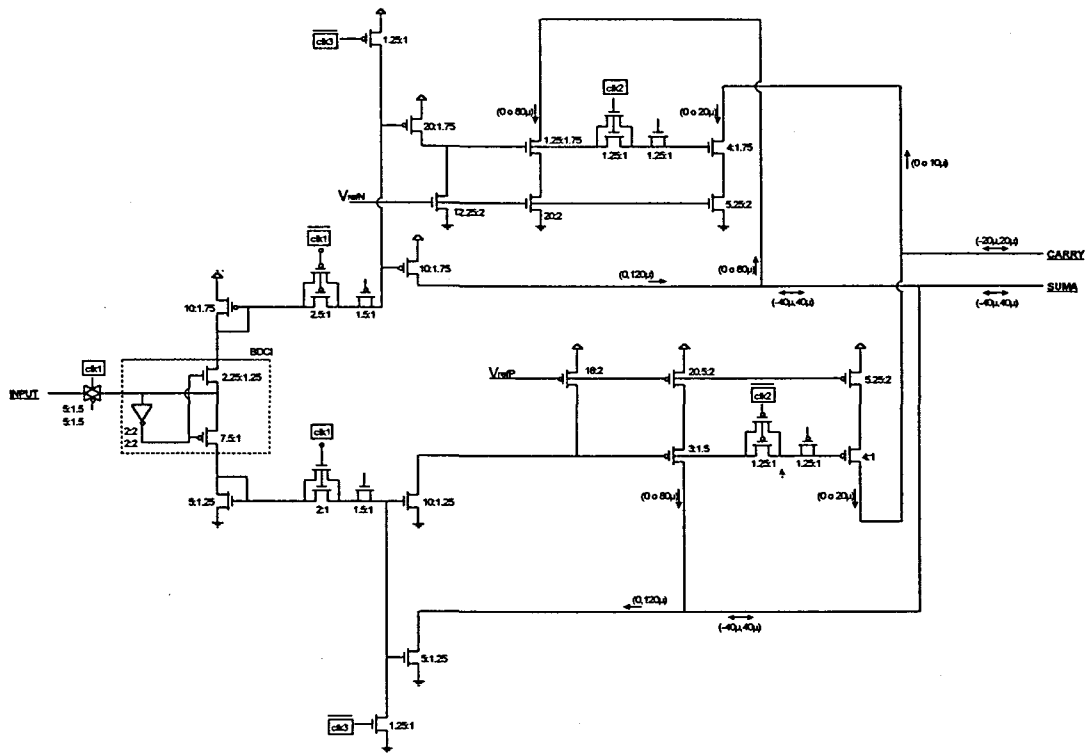 clk3
1.25:1
20:1.75
(0 o 80µ)
clk2
(0 o 20µ)
1.25:1.75
1.25:1
1.25:1
4:1.75
(0 o 10µ)
VrefN
12.25:2
20:2
5.25:2
clk1
10:1.75
(0,120µ)
(0 o 80µ)
(-20µ,20µ)
CARRY
(-40µ,40µ)
(-40µ,40µ)
SUMA
10:1.75
2.5:1
1.5:1
BDCI
clk1
2.25:1.25
INPUT
5:1.5
5:1.5
2:2
2:2
7.5:1
VrefP
18:2
20.5:2
5.25:2
clk2
clk1
3:1.5
1.25:1
1.25:1
4:1
5:1.25
2:1
1.5:1
10:1.25
(0 o 80µ)
(0 o 20µ)
(0,120µ)
(-40µ,40µ)
5:1.25
clk3
1.25:1